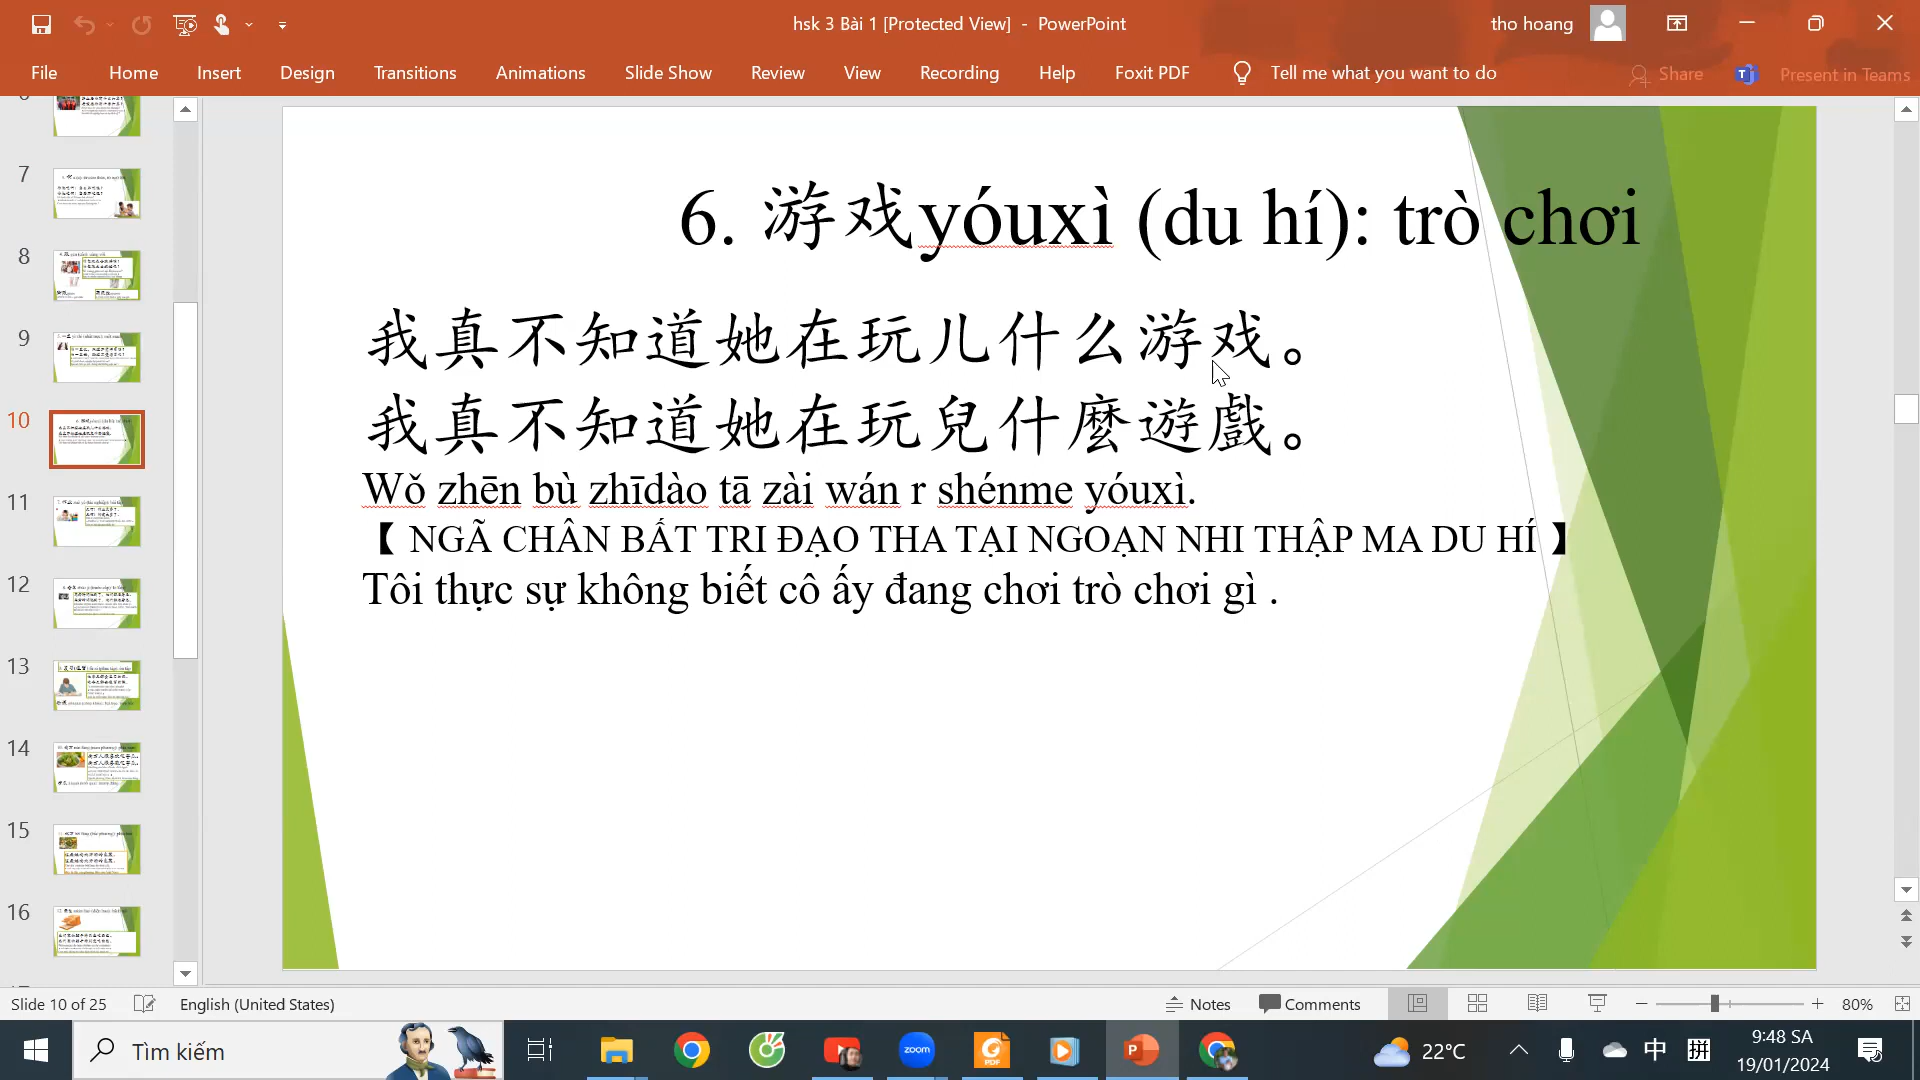 hsk 3 Bài 1 [Protected View] - PowerPoint
tho hoang
File Home Insert Design Transitions Animations Slide Show Review View Recording Help Foxit PDF Tell me what you want to do Share Present in Teams
7
8
9
10
11
12
13
14
15
16
6. 游戏yóuxì (du hí): trò chơi
我真不知道她在玩儿什么游戏。
我真不知道她在玩兒什麼遊戲。
Wǒ zhēn bù zhīdào tā zài wán r shénme yóuxì.
【 NGÃ CHÂN BẤT TRI ĐẠO THA TẠI NGOẠN NHI THẬP MA DU HÍ 】
Tôi thực sự không biết cô ấy đang chơi trò chơi gì .
Slide 10 of 25 English (United States) Notes Comments 80%
Tìm kiếm
zoom
PDF
22°C
中
拼
9:48 SA
19/01/2024